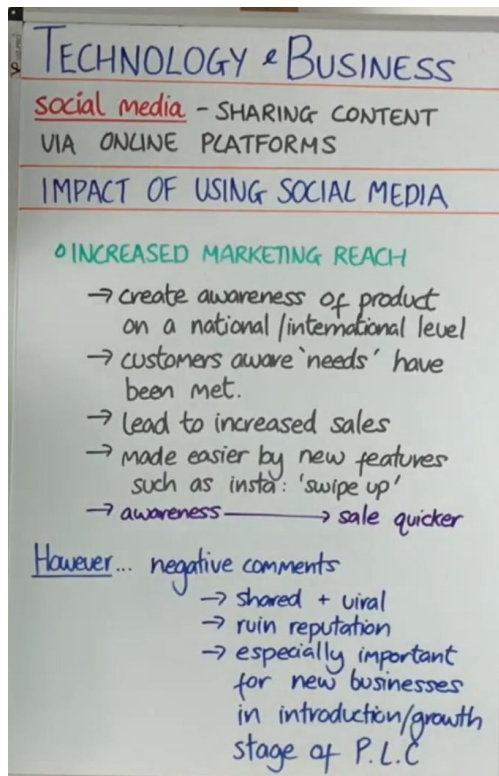 TECHNOLOGY & BUSINESS
social media - SHARING CONTENT
VIA ONLINE PLATFORMS
IMPACT OF USING SOCIAL MEDIA
INCREASED MARKETING REACH
→ create awareness of product
on a national/international level
→ customers aware 'needs' have
been met.
→ lead to increased sales
→ made easier by new features
such as insta: 'swipe up'
→ awareness → sale quicker
However... negative comments
→ shared + viral
→ ruin reputation
→ especially important
for new businesses
in introduction/growth
stage of P.L.C